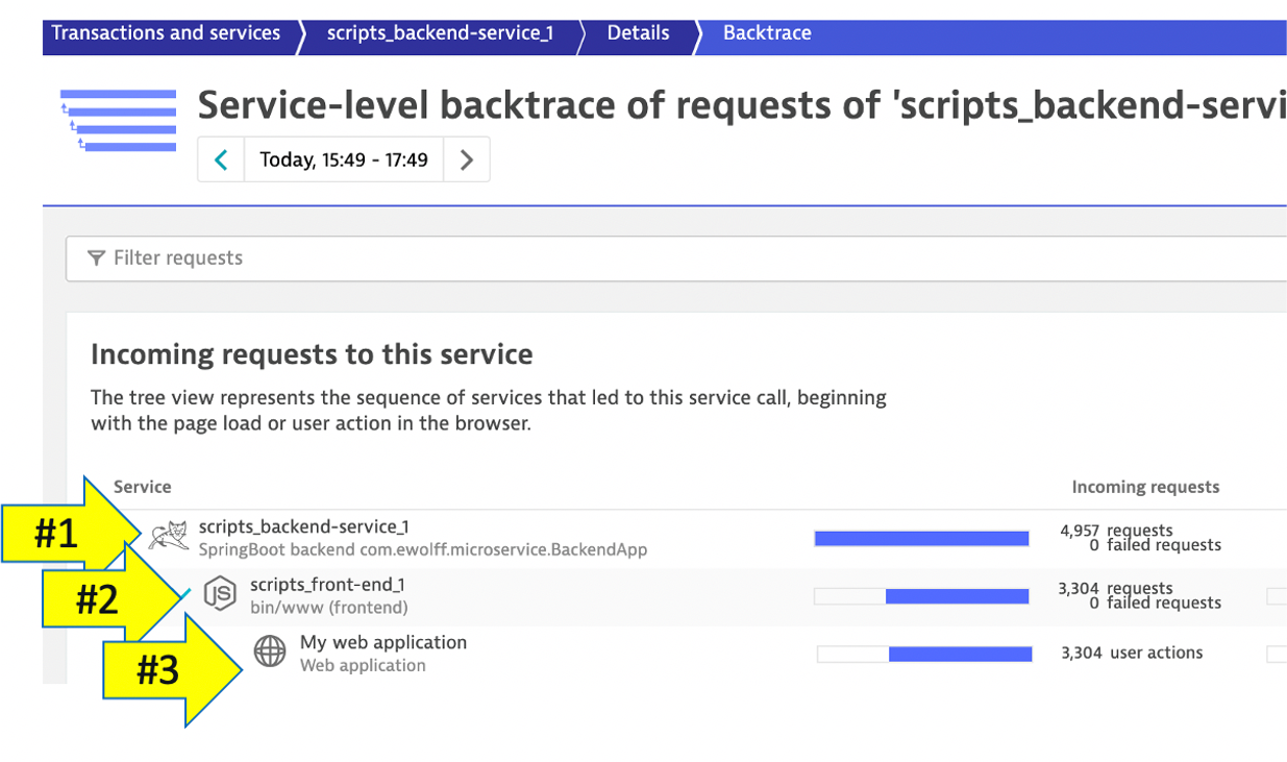 Transactions and services scripts_backend-service_1 Details Backtrace
Service-level backtrace of requests of 'scripts_backend-servi
Today, 15:49 - 17:49
Filter requests
Incoming requests to this service
The tree view represents the sequence of services that led to this service call, beginning
with the page load or user action in the browser.
Service Incoming requests
#1 scripts_backend-service_1 4,957 requests
SpringBoot backend com.ewolff.microservice.BackendApp 0 failed requests
#2 JS scripts_front-end_1 3,304 requests
bin/www (frontend) 0 failed requests
#3 My web application 3,304 user actions
Web application